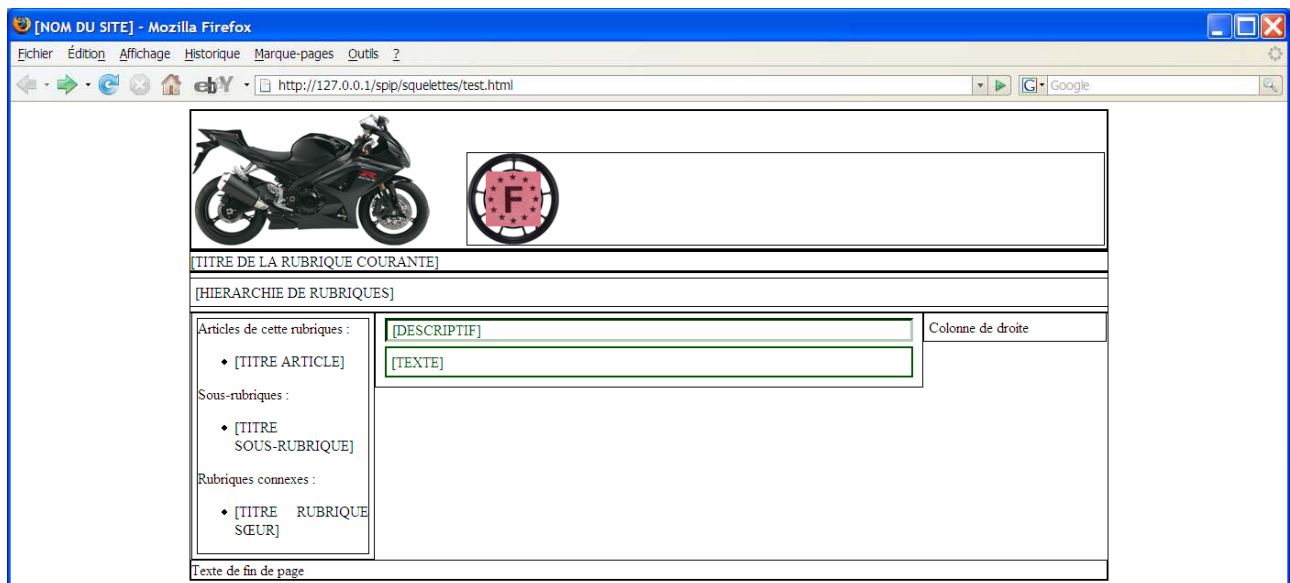 [NOM DU SITE] - Mozilla Firefox
Fichier Édition Affichage Historique Marque-pages Outils ?
ebY http://127.0.0.1/spip/squelettes/test.html G Google
R
F
[TITRE DE LA RUBRIQUE COURANTE]
[HIERARCHIE DE RUBRIQUES]
Articles de cette rubriques :
• [TITRE ARTICLE]
Sous-rubriques :
• [TITRE
SOUS-RUBRIQUE]
Rubriques connexes :
• [TITRE RUBRIQUE
SŒUR]
[DESCRIPTIF]
[TEXTE]
Colonne de droite
Texte de fin de page